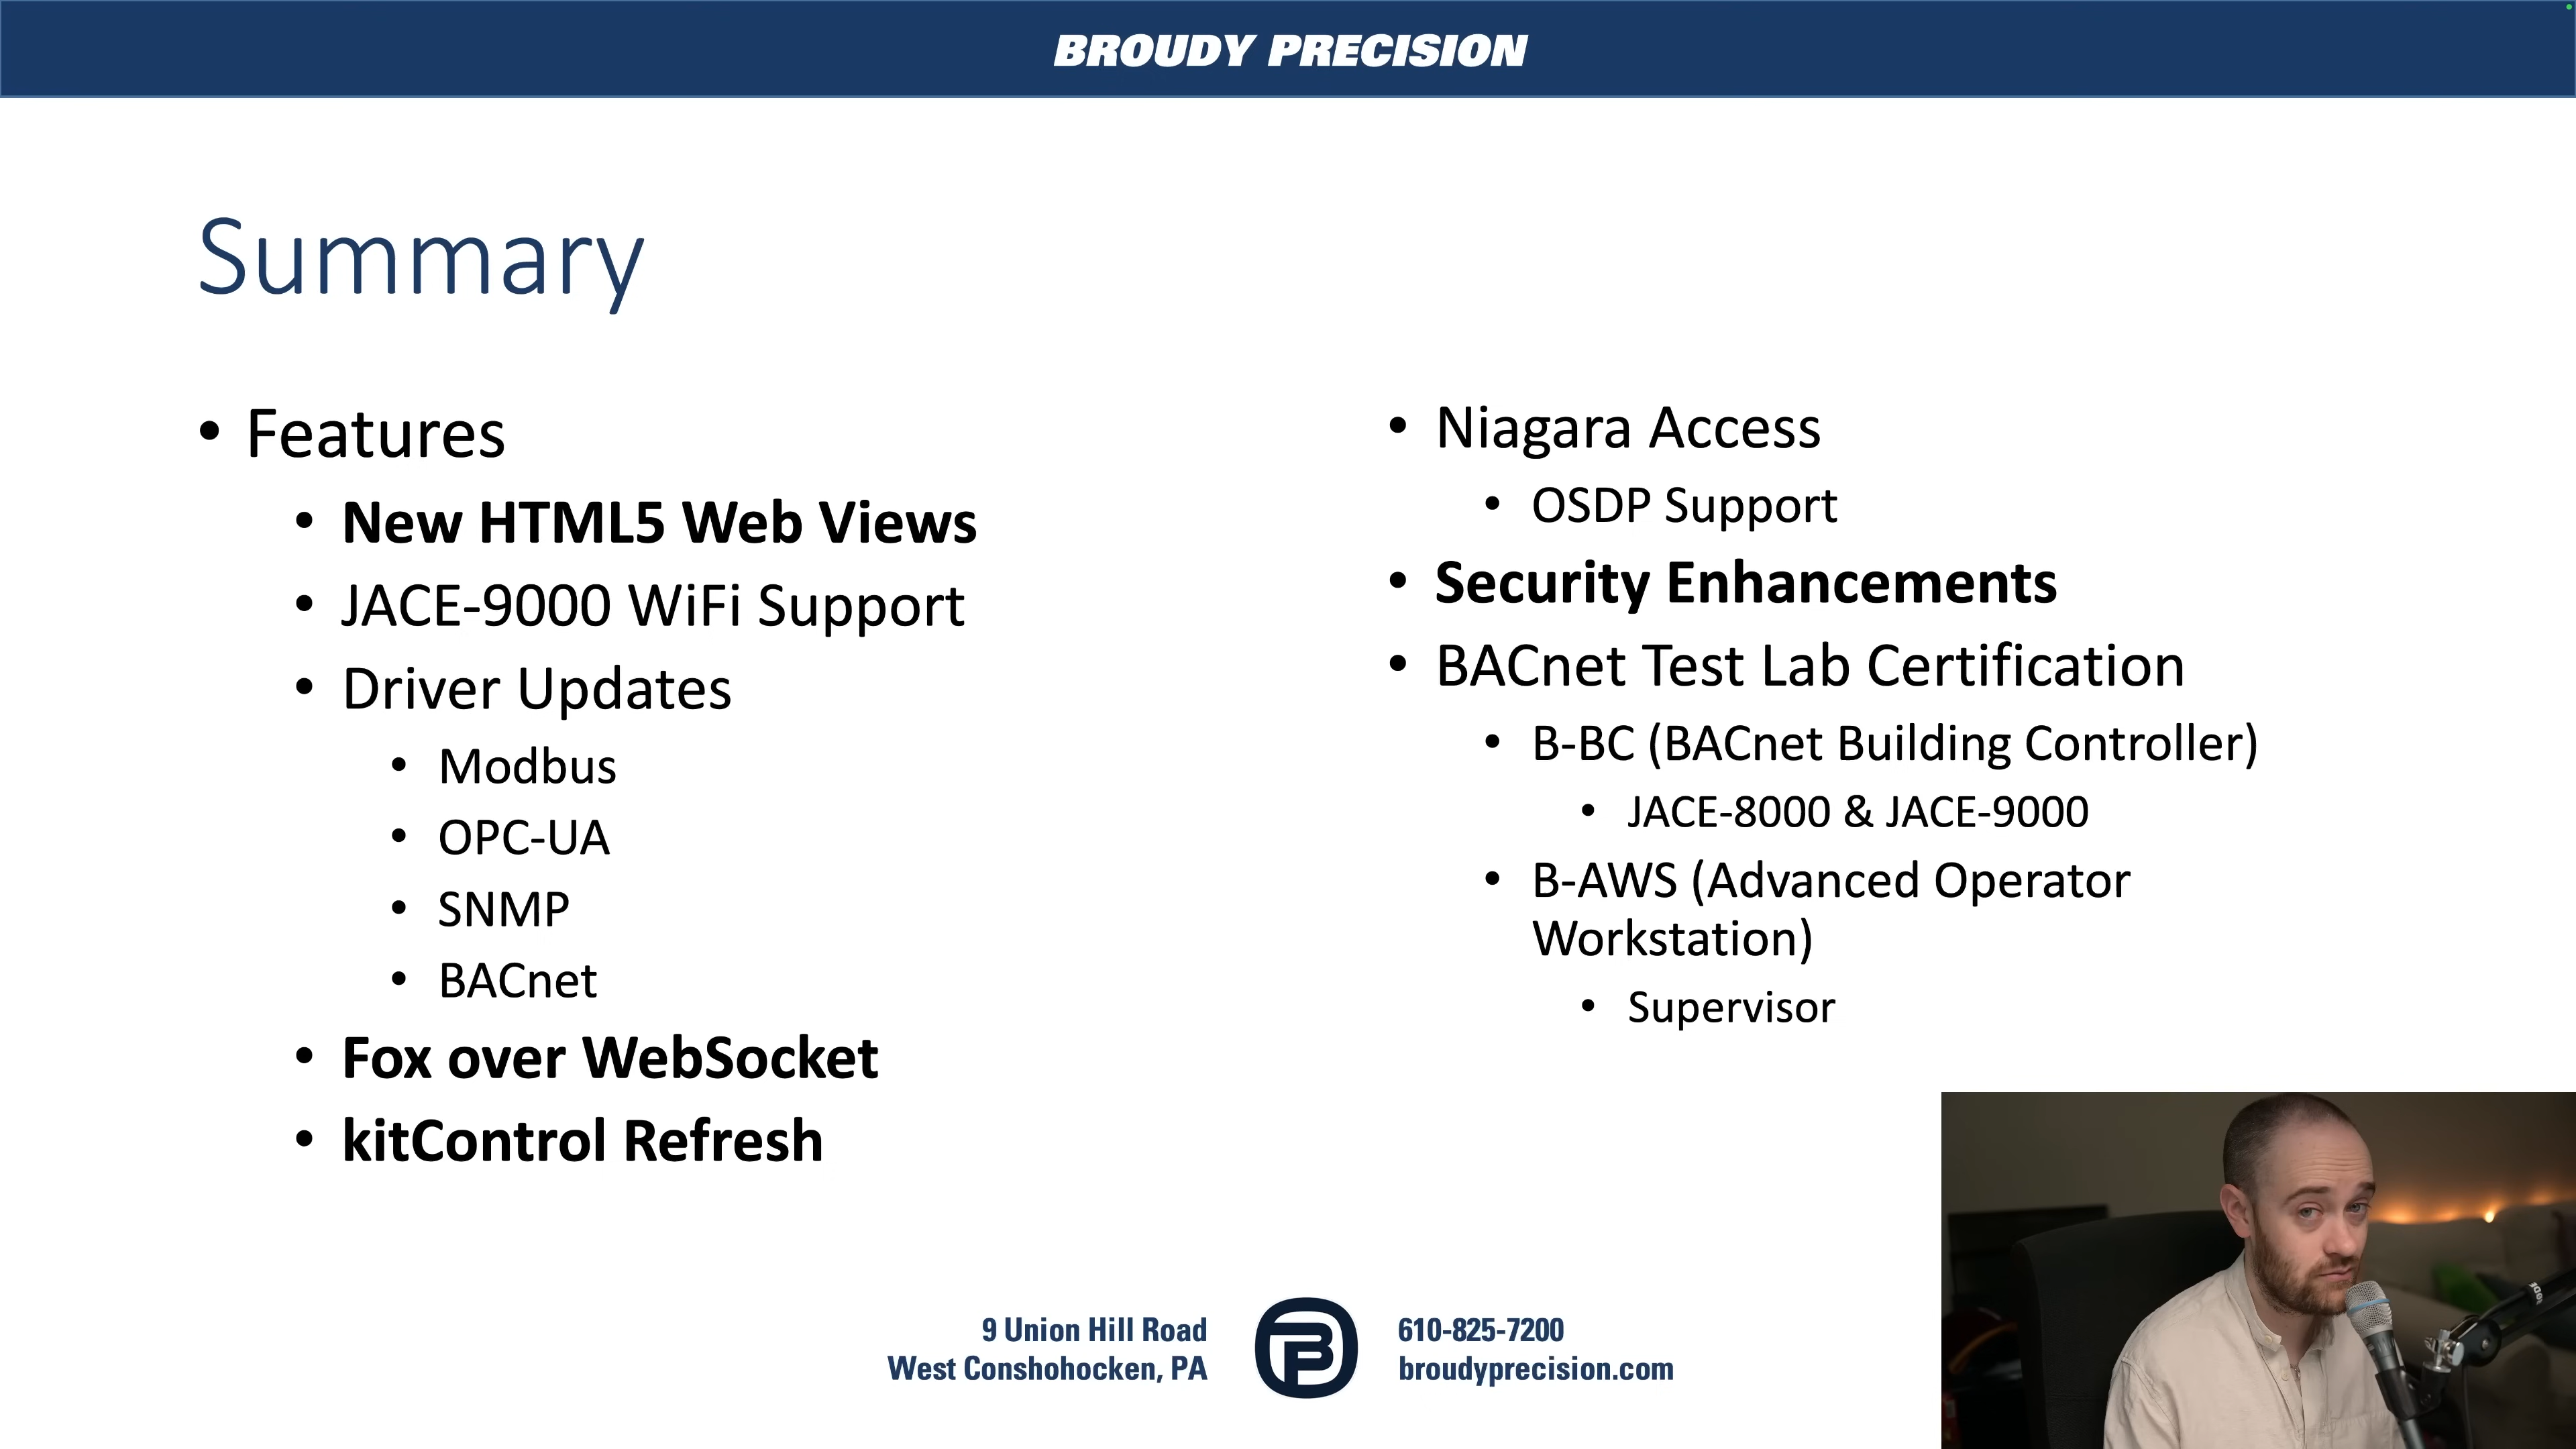 BROUDY PRECISION
Summary
• Features
• New HTML5 Web Views
• JACE-9000 WiFi Support
• Driver Updates
• Modbus
• OPC-UA
• SNMP
• BACnet
• Fox over WebSocket
• kitControl Refresh
• Niagara Access
• OSDP Support
• Security Enhancements
• BACnet Test Lab Certification
• B-BC (BACnet Building Controller)
• JACE-8000 & JACE-9000
• B-AWS (Advanced Operator
Workstation)
• Supervisor
9 Union Hill Road
West Conshohocken, PA
610-825-7200
broudyprecision.com